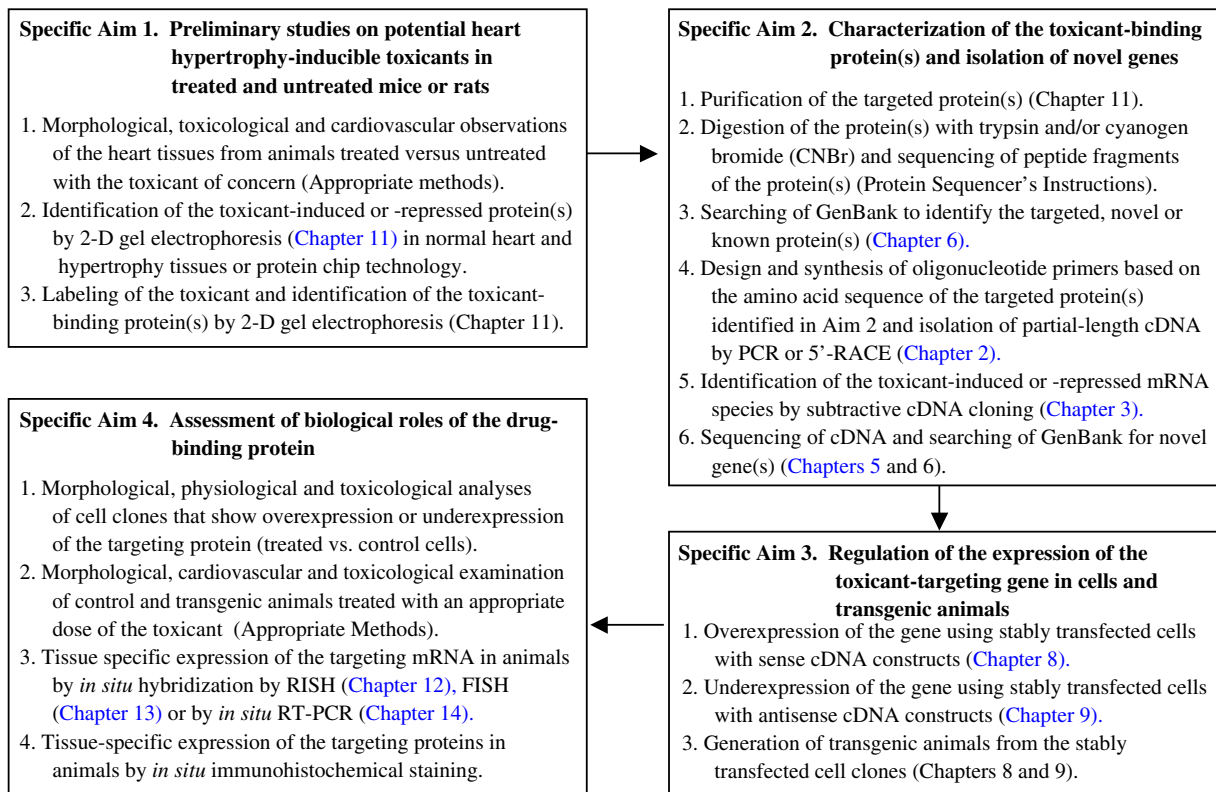 Specific Aim 1. Preliminary studies on potential heart
hypertrophy-inducible toxicants in
treated and untreated mice or rats
1. Morphological, toxicological and cardiovascular observations
of the heart tissues from animals treated versus untreated
with the toxicant of concern (Appropriate methods).
2. Identification of the toxicant-induced or -repressed protein(s)
by 2-D gel electrophoresis (Chapter 11) in normal heart and
hypertrophy tissues or protein chip technology.
3. Labeling of the toxicant and identification of the toxicant-
binding protein(s) by 2-D gel electrophoresis (Chapter 11).
Specific Aim 2. Characterization of the toxicant-binding
protein(s) and isolation of novel genes
1. Purification of the targeted protein(s) (Chapter 11).
2. Digestion of the protein(s) with trypsin and/or cyanogen
bromide (CNBr) and sequencing of peptide fragments
of the protein(s) (Protein Sequencer's Instructions).
3. Searching of GenBank to identify the targeted, novel or
known protein(s) (Chapter 6).
4. Design and synthesis of oligonucleotide primers based on
the amino acid sequence of the targeted protein(s)
identified in Aim 2 and isolation of partial-length cDNA
by PCR or 5'-RACE (Chapter 2).
5. Identification of the toxicant-induced or -repressed mRNA
species by subtractive cDNA cloning (Chapter 3).
6. Sequencing of cDNA and searching of GenBank for novel
gene(s) (Chapters 5 and 6).
Specific Aim 3. Regulation of the expression of the
toxicant-targeting gene in cells and
transgenic animals
1. Overexpression of the gene using stably transfected cells
with sense cDNA constructs (Chapter 8).
2. Underexpression of the gene using stably transfected cells
with antisense cDNA constructs (Chapter 9).
3. Generation of transgenic animals from the stably
transfected cell clones (Chapters 8 and 9).
Specific Aim 4. Assessment of biological roles of the drug-
binding protein
1. Morphological, physiological and toxicological analyses
of cell clones that show overexpression or underexpression
of the targeting protein (treated vs. control cells).
2. Morphological, cardiovascular and toxicological examination
of control and transgenic animals treated with an appropriate
dose of the toxicant (Appropriate Methods).
3. Tissue specific expression of the targeting mRNA in animals
by in situ hybridization by RISH (Chapter 12), FISH
(Chapter 13) or by in situ RT-PCR (Chapter 14).
4. Tissue-specific expression of the targeting proteins in
animals by in situ immunohistochemical staining.